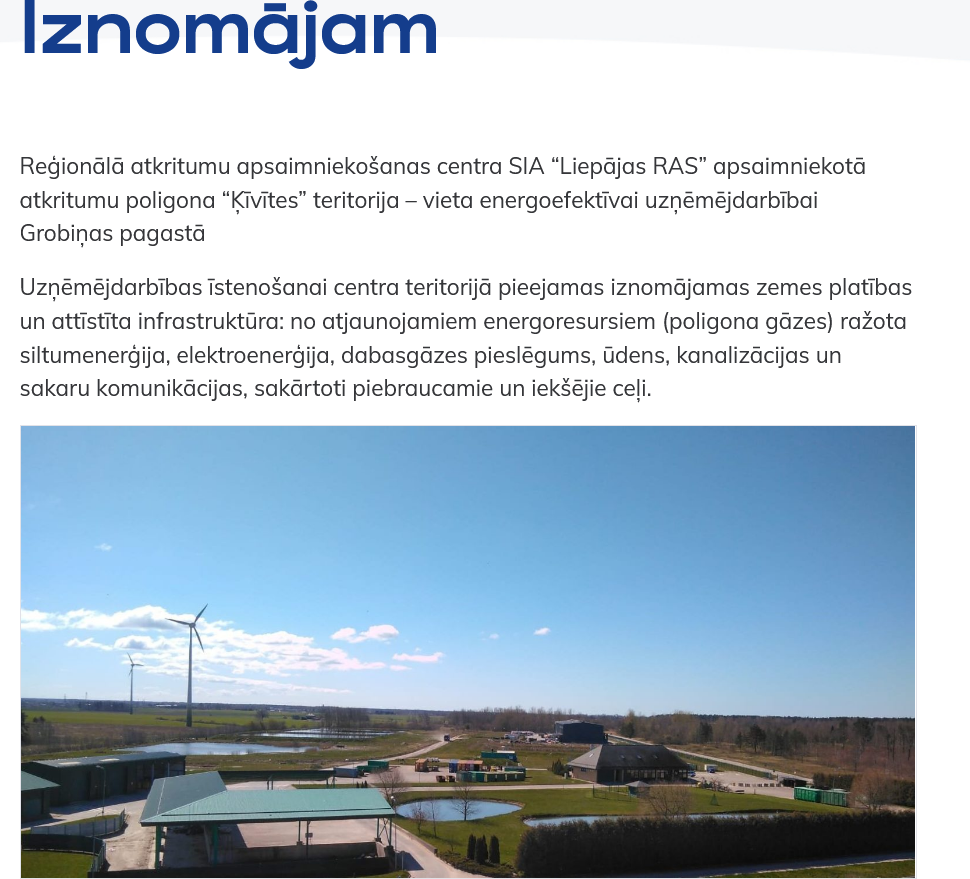 Iznomājam
Reģionālā atkritumu apsaimniekošanas centra SIA “Liepājas RAS” apsaimniekotā
atkritumu poligona “Ķīvītes” teritorija – vieta energoefektīvai uzņēmējdarbībai
Grobiņas pagastā
Uzņēmējdarbības īstenošanai centra teritorijā pieejamas iznomājamas zemes platības
un attīstīta infrastruktūra: no atjaunojamiem energoresursiem (poligona gāzes) ražota
siltumenerģija, elektroenerģija, dabasgāzes pieslēgums, ūdens, kanalizācijas un
sakaru komunikācijas, sakārtoti piebraucamie un iekšējie ceļi.